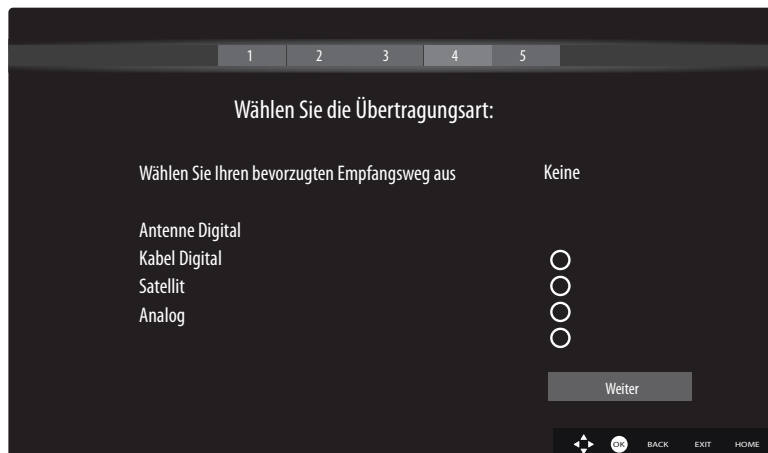 1 2 3 4 5
Wählen Sie die Übertragungsart:
Wählen Sie Ihren bevorzugten Empfangsweg aus Keine
Antenne Digital
Kabel Digital
Satellit
Analog
Weiter
OK BACK EXIT HOME